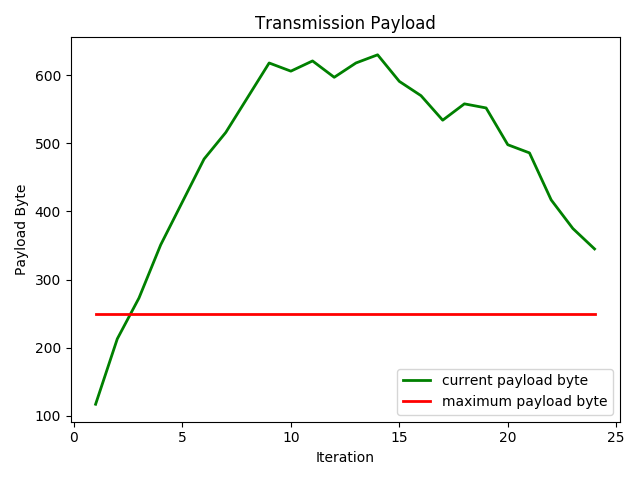 Transmission Payload
Payload Byte
600
500
400
300
200
100
0
5
10
15
20
25
Iteration
current payload byte
maximum payload byte